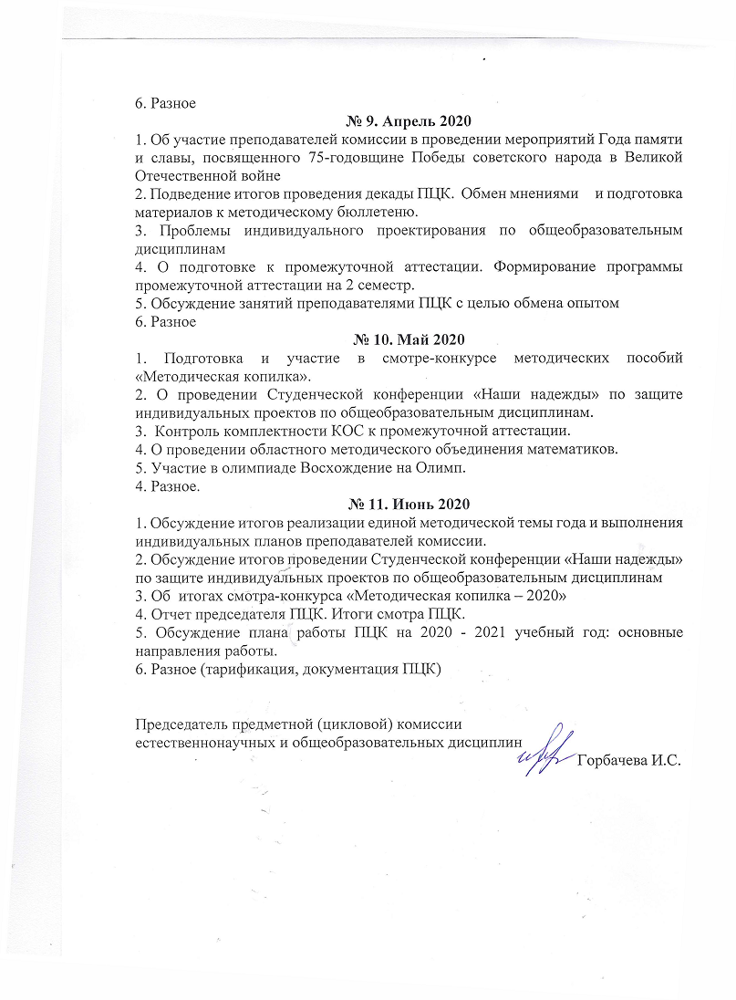 6. Разное
№ 9. Апрель 2020
1. Об участие преподавателей комиссии в проведении мероприятий Года памяти
и славы, посвященного 75-годовщине Победы советского народа в Великой
Отечественной войне
2. Подведение итогов проведения декады ПЦК. Обмен мнениями и подготовка
материалов к методическому бюллетеню.
3. Проблемы индивидуального проектирования по общеобразовательным
дисциплинам
4. О подготовке к промежуточной аттестации. Формирование программы
промежуточной аттестации на 2 семестр.
5. Обсуждение занятий преподавателями ПЦК с целью обмена опытом
6. Разное
№ 10. Май 2020
1. Подготовка и участие в смотре-конкурсе методических пособий
«Методическая копилка».
2. О проведении Студенческой конференции «Наши надежды» по защите
индивидуальных проектов по общеобразовательным дисциплинам.
3. Контроль комплектности КОС к промежуточной аттестации.
4. О проведении областного методического объединения математиков.
5. Участие в олимпиаде Восхождение на Олимп.
4. Разное.
№ 11. Июнь 2020
1. Обсуждение итогов реализации единой методической темы года и выполнения
индивидуальных планов преподавателей комиссии.
2. Обсуждение итогов проведении Студенческой конференции «Наши надежды»
по защите индивидуальных проектов по общеобразовательным дисциплинам
3. Об итогах смотра-конкурса «Методическая копилка – 2020»
4. Отчет председателя ПЦК. Итоги смотра ПЦК.
5. Обсуждение плана работы ПЦК на 2020 - 2021 учебный год: основные
направления работы.
6. Разное (тарификация, документация ПЦК)
Председатель предметной (цикловой) комиссии
естественнонаучных и общеобразовательных дисциплин
Горбачева И.С.